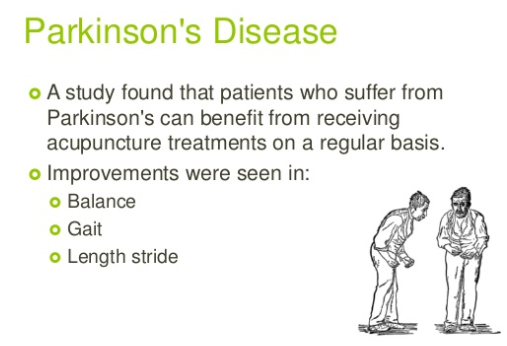 Parkinson's Disease
A study found that patients who suffer from
Parkinson's can benefit from receiving
acupuncture treatments on a regular basis.
Improvements were seen in:
Balance
Gait
Length stride